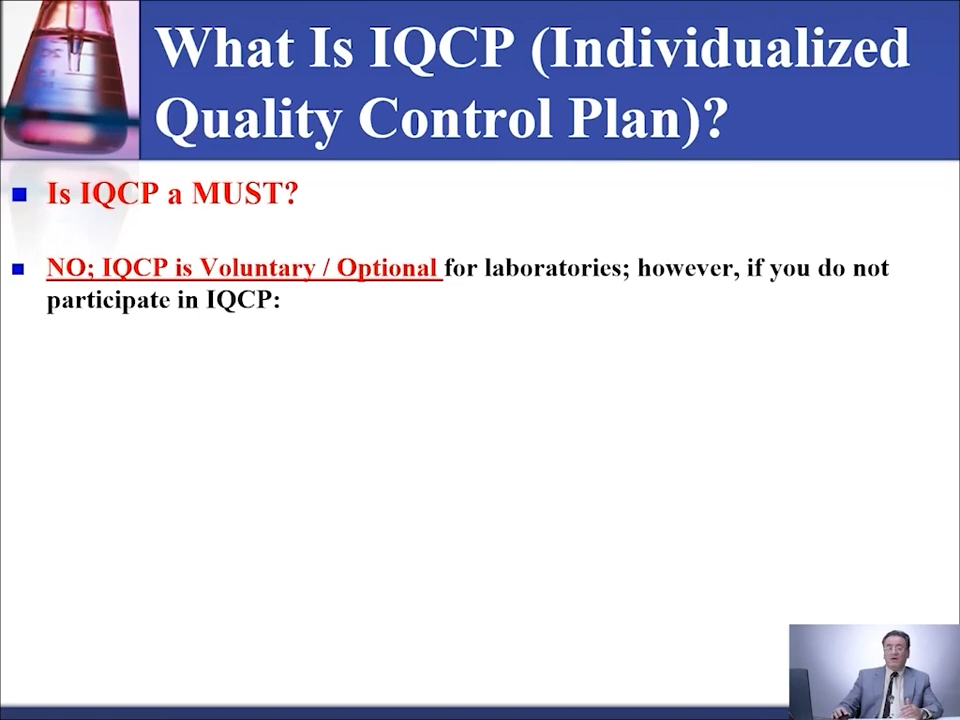 What Is IQCP (Individualized
Quality Control Plan)?
Is IQCP a MUST?
NO; IQCP is Voluntary / Optional for laboratories; however, if you do not
participate in IQCP: